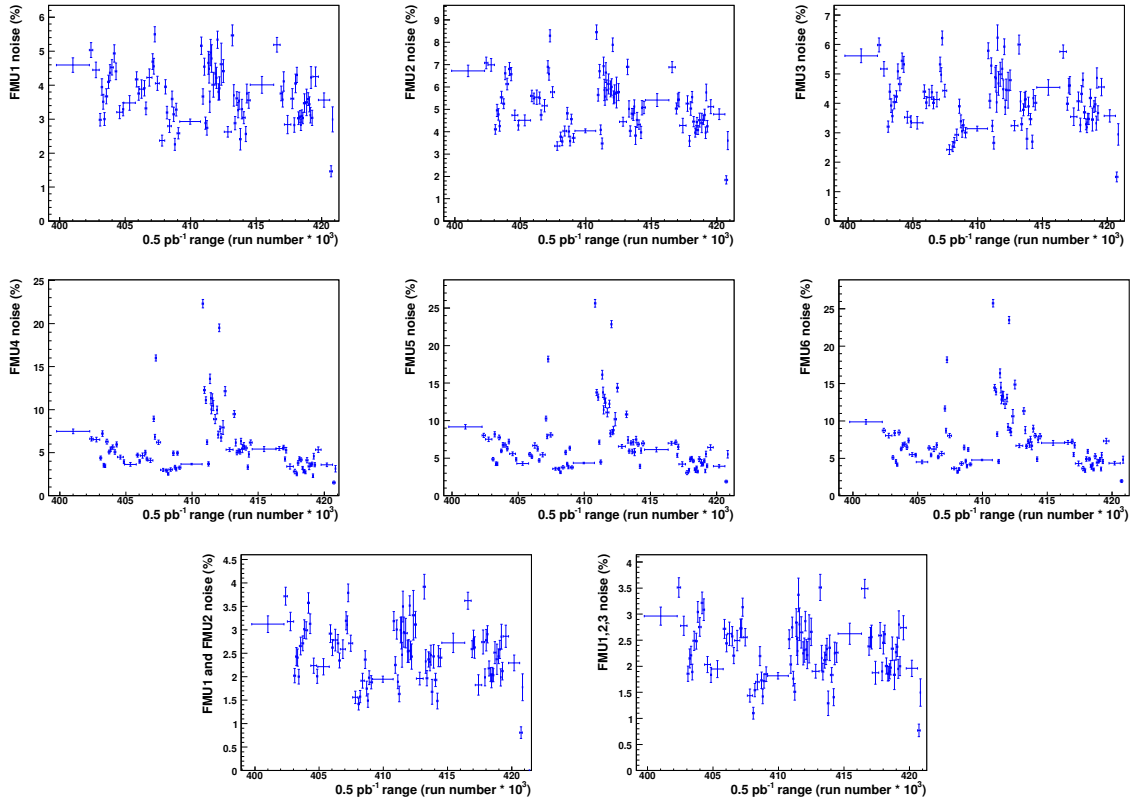 FMU1 noise (%)
6
5
4
3
2
1
0
400 405 410 415 420
0.5 pb⁻¹ range (run number * 10³)
FMU2 noise (%)
9
8
7
6
5
4
3
2
1
0
400 405 410 415 420
0.5 pb⁻¹ range (run number * 10³)
FMU3 noise (%)
7
6
5
4
3
2
1
0
400 405 410 415 420
0.5 pb⁻¹ range (run number * 10³)
FMU4 noise (%)
25
20
15
10
5
0
400 405 410 415 420
0.5 pb⁻¹ range (run number * 10³)
FMU5 noise (%)
25
20
15
10
5
0
400 405 410 415 420
0.5 pb⁻¹ range (run number * 10³)
FMU6 noise (%)
25
20
15
10
5
0
400 405 410 415 420
0.5 pb⁻¹ range (run number * 10³)
FMU1 and FMU2 noise (%)
4.5
4
3.5
3
2.5
2
1.5
1
0.5
0
400 405 410 415 420
0.5 pb⁻¹ range (run number * 10³)
FMU1,2,3 noise (%)
4
3.5
3
2.5
2
1.5
1
0.5
0
400 405 410 415 420
0.5 pb⁻¹ range (run number * 10³)